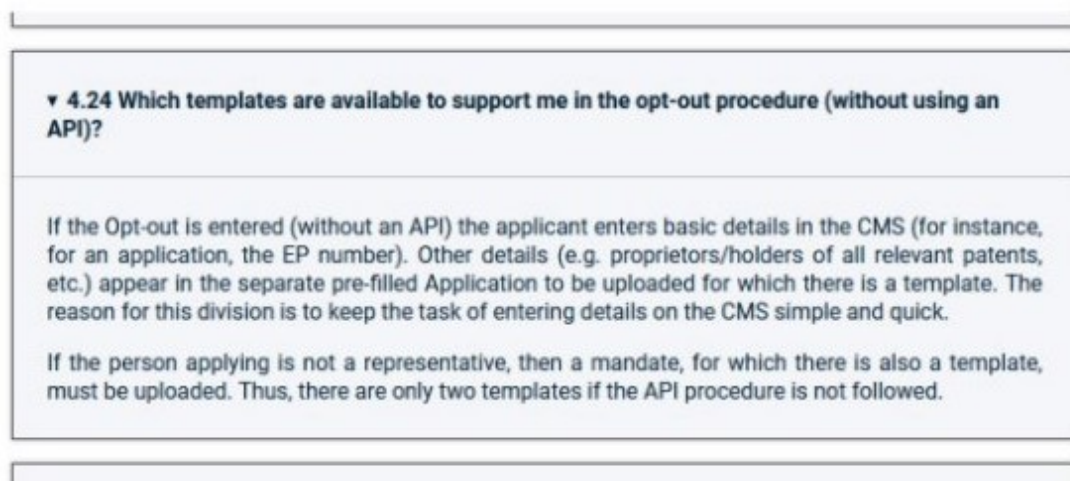 ▾ 4.24 Which templates are available to support me in the opt-out procedure (without using an
API)?
If the Opt-out is entered (without an API) the applicant enters basic details in the CMS (for instance,
for an application, the EP number). Other details (e.g. proprietors/holders of all relevant patents,
etc.) appear in the separate pre-filled Application to be uploaded for which there is a template. The
reason for this division is to keep the task of entering details on the CMS simple and quick.
If the person applying is not a representative, then a mandate, for which there is also a template,
must be uploaded. Thus, there are only two templates if the API procedure is not followed.